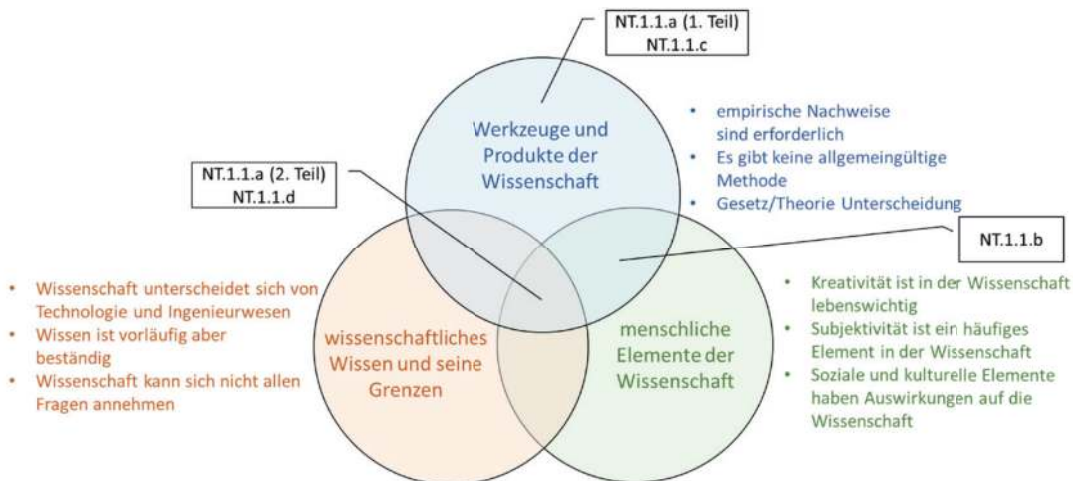 NT.1.1.a (1. Teil)
NT.1.1.c
Werkzeuge und
Produkte der
Wissenschaft
• empirische Nachweise
sind erforderlich
• Es gibt keine allgemeingültige
Methode
• Gesetz/Theorie Unterscheidung
NT.1.1.a (2. Teil)
NT.1.1.d
NT.1.1.b
• Wissenschaft unterscheidet sich von
Technologie und Ingenieurwesen
• Wissen ist vorläufig aber
beständig
• Wissenschaft kann sich nicht allen
Fragen annehmen
wissenschaftliches
Wissen und seine
Grenzen
menschliche
Elemente der
Wissenschaft
• Kreativität ist in der Wissenschaft
lebenswichtig
• Subjektivität ist ein häufiges
Element in der Wissenschaft
• Soziale und kulturelle Elemente
haben Auswirkungen auf die
Wissenschaft